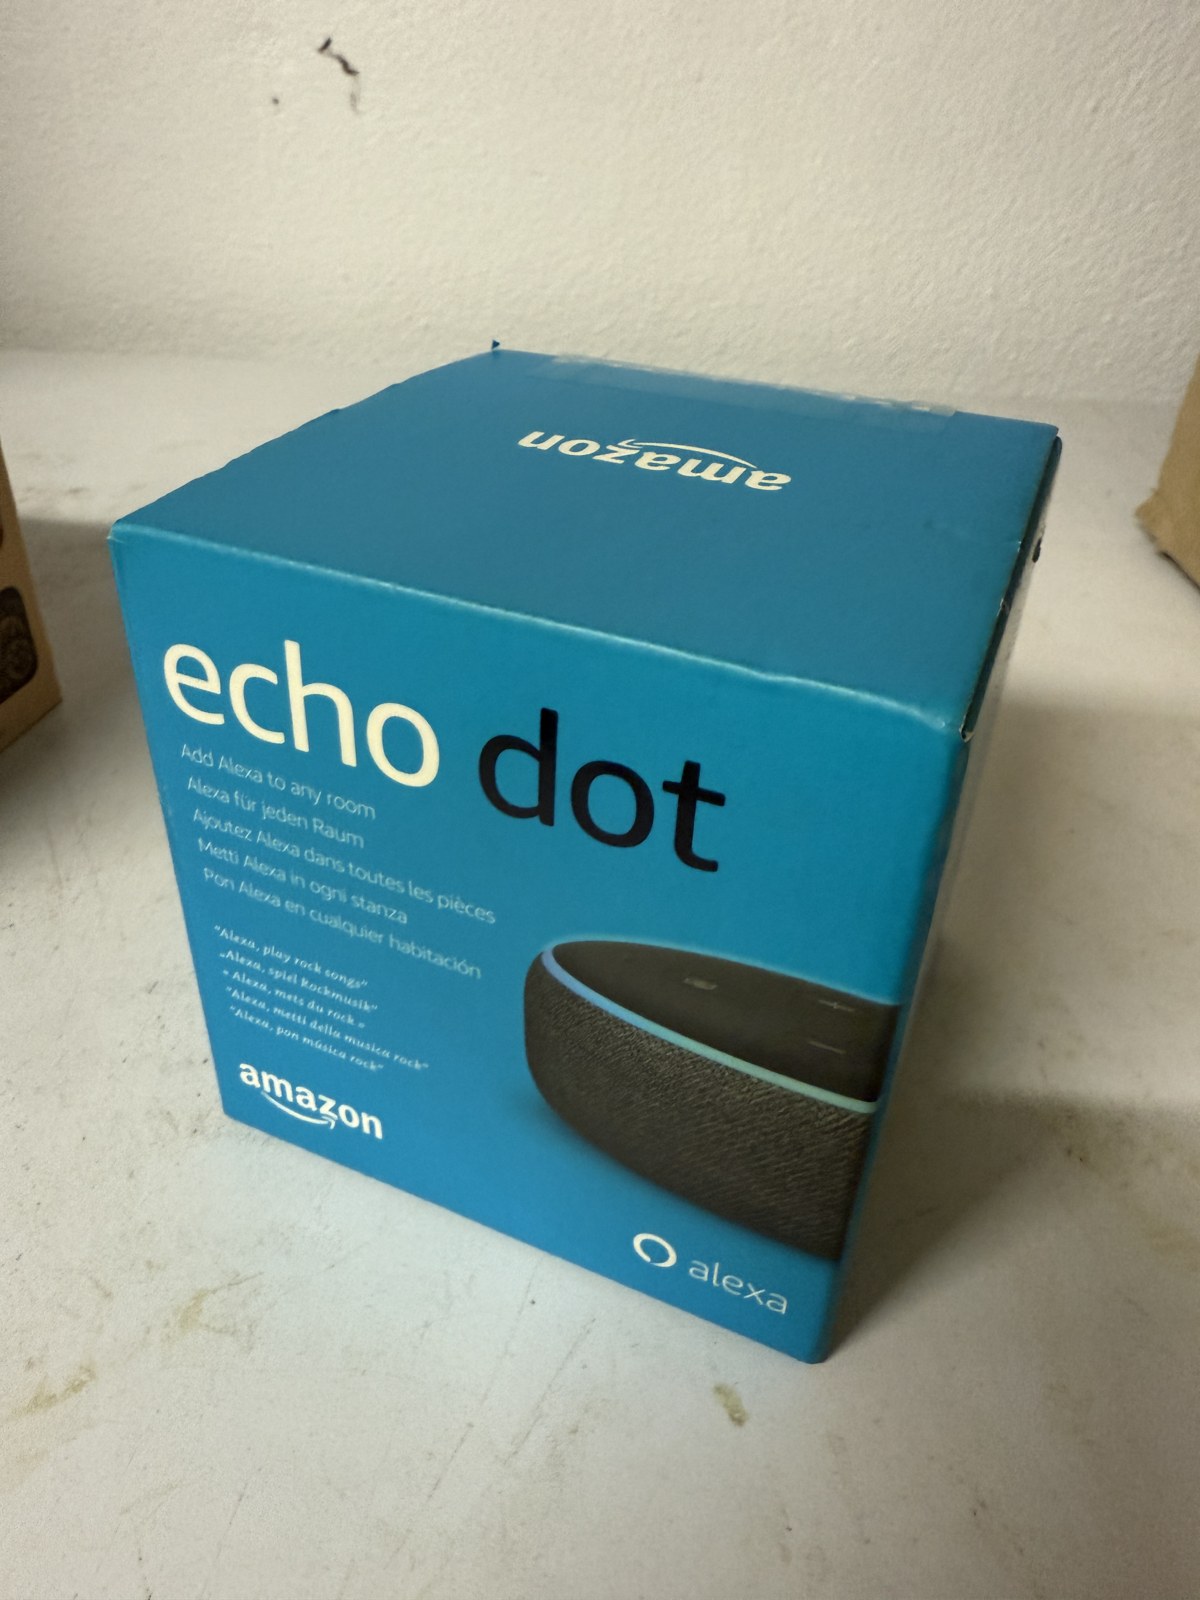 amazon
echo dot
Add Alexa to any room
Alexa für jeden Raum
Ajoutez Alexa dans toutes les pièces
Metti Alexa in ogni stanza
Pon Alexa en cualquier habitación
"Alexa, play rock songs"
„Alexa, spiel Rockmusik“
« Alexa, mets du rock »
"Alexa, metti della musica rock"
"Alexa, pon música rock"
amazon
alexa